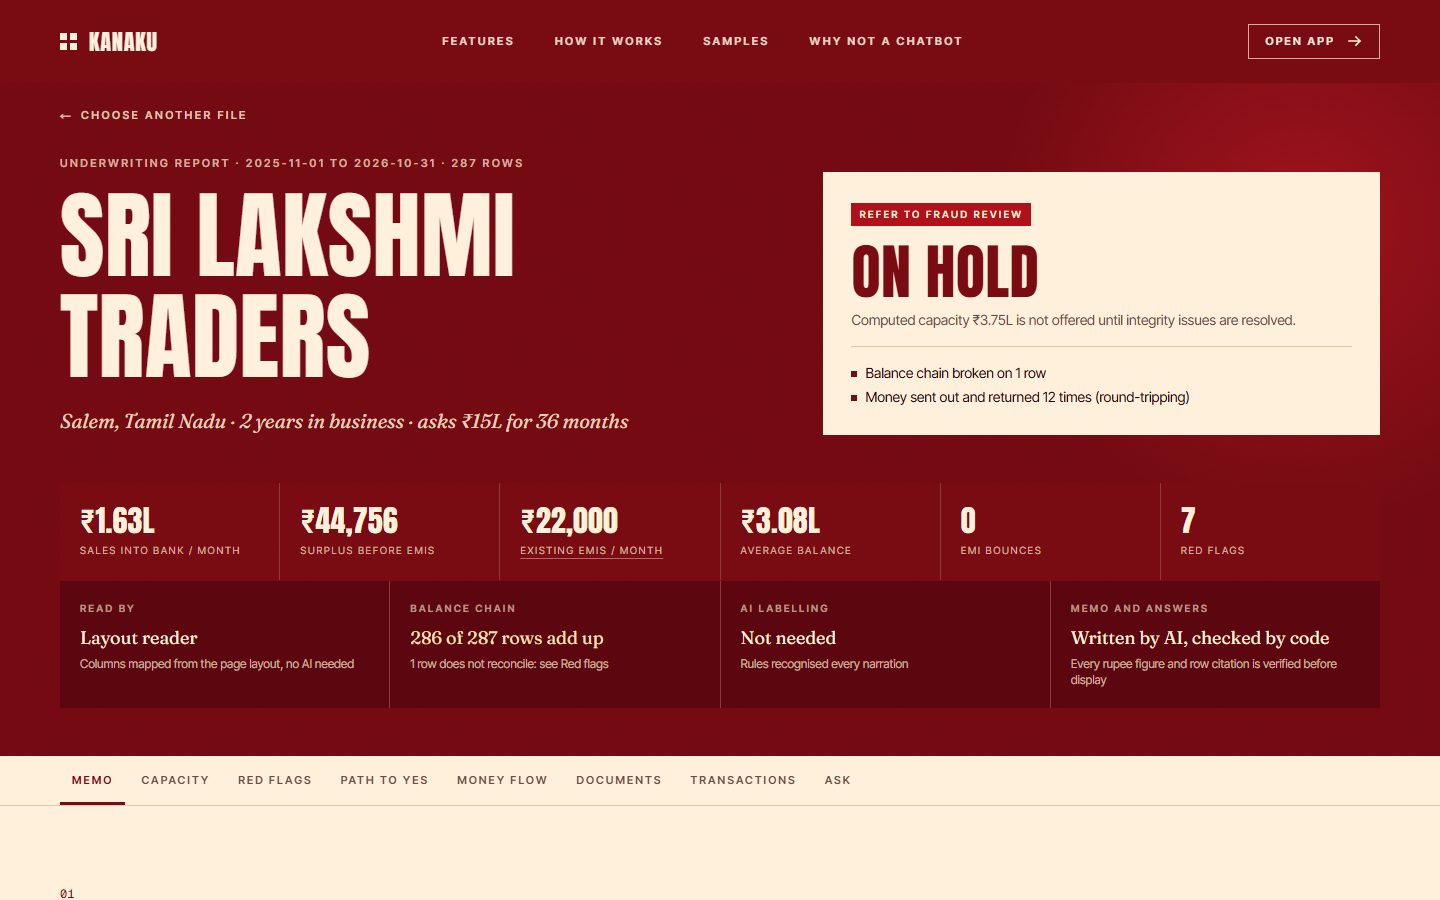 KANAKU
FEATURES
HOW IT WORKS
SAMPLES
WHY NOT A CHATBOT
OPEN APP →
← CHOOSE ANOTHER FILE
UNDERWRITING REPORT · 2025-11-01 TO 2026-10-31 · 287 ROWS
SRI LAKSHMI
TRADERS
Salem, Tamil Nadu · 2 years in business · asks ₹15L for 36 months
REFER TO FRAUD REVIEW
ON HOLD
Computed capacity ₹3.75L is not offered until integrity issues are resolved.
Balance chain broken on 1 row
Money sent out and returned 12 times (round-tripping)
₹1.63L
SALES INTO BANK / MONTH
₹44,756
SURPLUS BEFORE EMIS
₹22,000
EXISTING EMIS / MONTH
₹3.08L
AVERAGE BALANCE
0
EMI BOUNCES
7
RED FLAGS
READ BY
Layout reader
Columns mapped from the page layout, no AI needed
BALANCE CHAIN
286 of 287 rows add up
1 row does not reconcile: see Red flags
AI LABELLING
Not needed
Rules recognised every narration
MEMO AND ANSWERS
Written by AI, checked by code
Every rupee figure and row citation is verified before
display
MEMO
CAPACITY
RED FLAGS
PATH TO YES
MONEY FLOW
DOCUMENTS
TRANSACTIONS
ASK
01